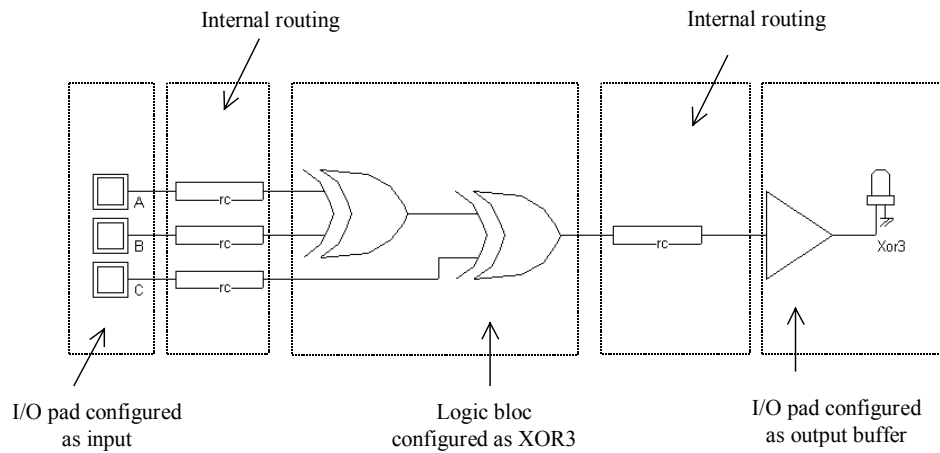 Internal routing
Internal routing
A
rc
B
rc
C
rc
rc
Xor3
I/O pad configured
as input
Logic bloc
configured as XOR3
I/O pad configured
as output buffer